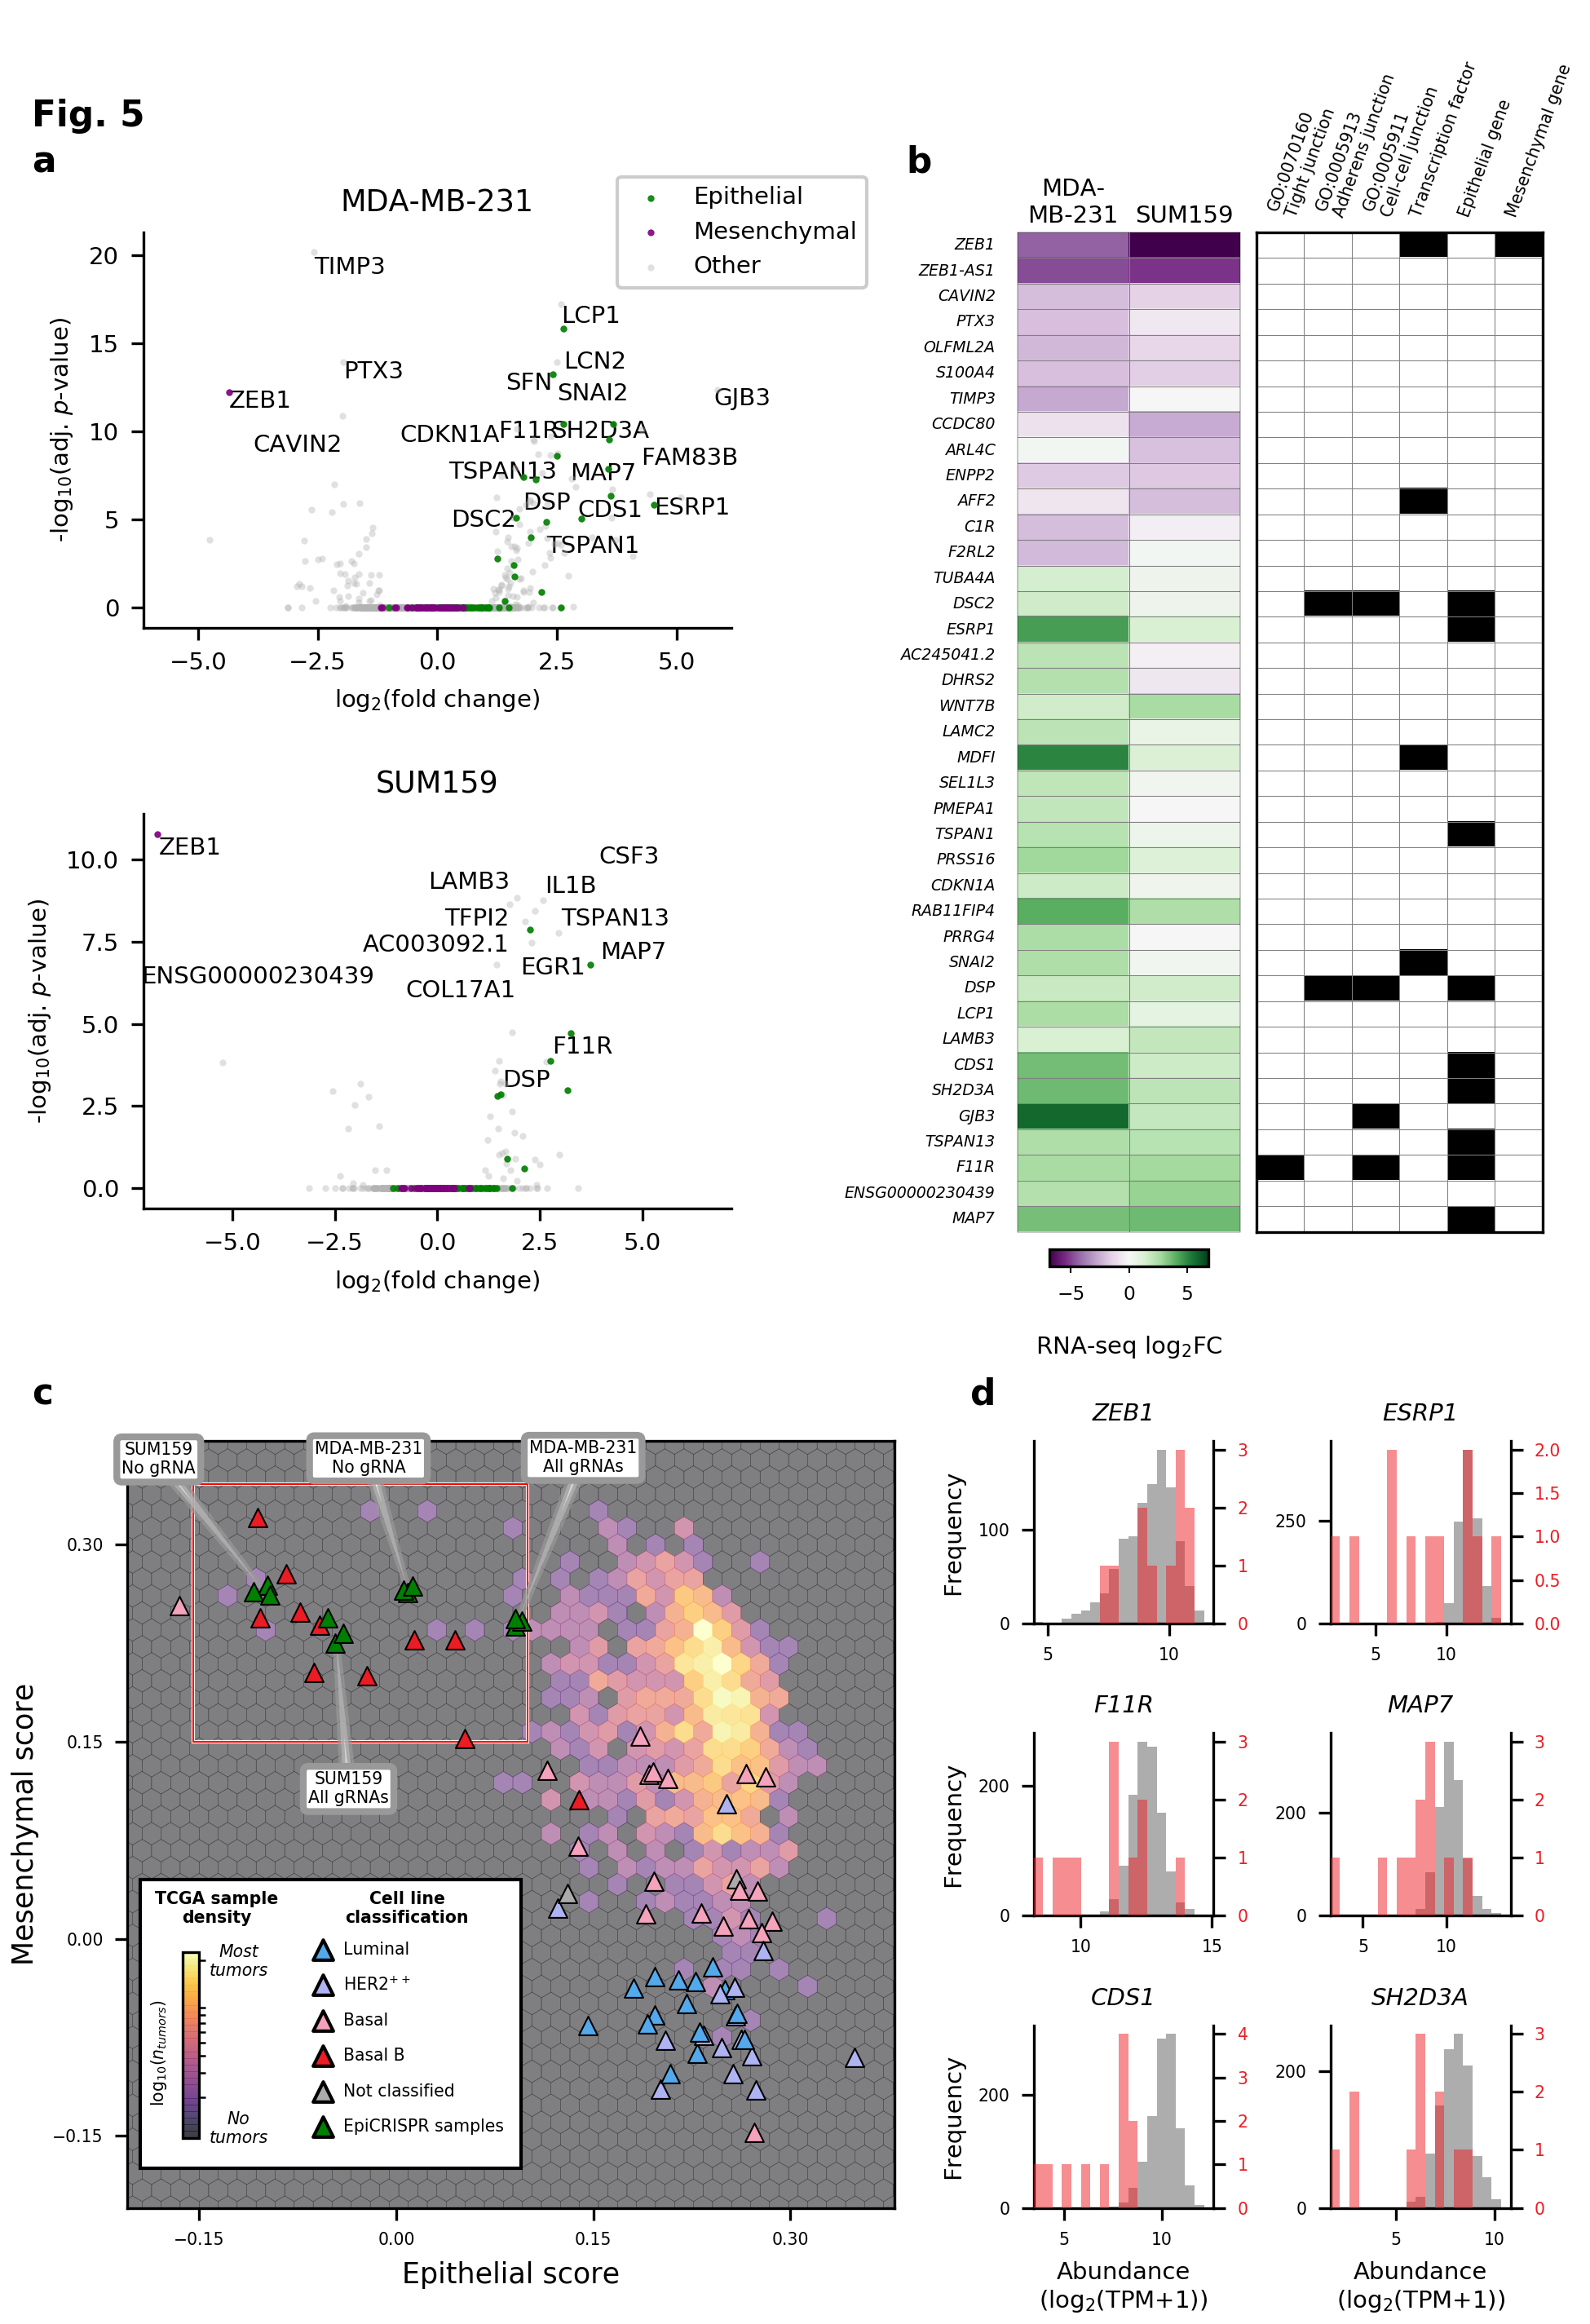 Fig. 5
a
MDA-MB-231
Epithelial
Mesenchymal
Other
20
15
10
5
0
-log10(adj. p-value)
TIMP3
LCP1
PTX3
LCN2
SFN
SNAI2
GJB3
ZEB1
CAVIN2
CDKN1A
F11R
SH2D3A
FAM83B
TSPAN13
MAP7
DSP
CDS1
ESRP1
DSC2
TSPAN1
−5.0
−2.5
0.0
2.5
5.0
log2(fold change)
SUM159
10.0
7.5
5.0
2.5
0.0
-log10(adj. p-value)
ZEB1
CSF3
LAMB3
IL1B
TFPI2
TSPAN13
AC003092.1
MAP7
EGR1
ENSG00000230439
COL17A1
F11R
DSP
−5.0
−2.5
0.0
2.5
5.0
log2(fold change)
b
MDA-
MB-231
SUM159
GO:0070160
Tight junction
GO:0005913
Adherens junction
GO:0005911
Cell-cell junction
Transcription factor
Epithelial gene
Mesenchymal gene
ZEB1
ZEB1-AS1
CAVIN2
PTX3
OLFML2A
S100A4
TIMP3
CCDC80
ARL4C
ENPP2
AFF2
C1R
F2RL2
TUBA4A
DSC2
ESRP1
AC245041.2
DHRS2
WNT7B
LAMC2
MDFI
SEL1L3
PMEPA1
TSPAN1
PRSS16
CDKN1A
RAB11FIP4
PRRG4
SNAI2
DSP
LCP1
LAMB3
CDS1
SH2D3A
GJB3
TSPAN13
F11R
ENSG00000230439
MAP7
−5
0
5
RNA-seq log2FC
c
SUM159
No gRNA
MDA-MB-231
No gRNA
MDA-MB-231
All gRNAs
SUM159
All gRNAs
0.30
0.15
0.00
−0.15
Mesenchymal score
TCGA sample
density
Most
tumors
log10(ntumors)
No
tumors
Cell line
classification
Luminal
HER2++
Basal
Basal B
Not classified
EpiCRISPR samples
−0.15
0.00
0.15
0.30
Epithelial score
d
ZEB1
Frequency
100
0
3
2
1
0
5
10
ESRP1
250
0
2.0
1.5
1.0
0.5
0.0
5
10
F11R
Frequency
200
0
3
2
1
0
10
15
MAP7
200
0
3
2
1
0
5
10
CDS1
Frequency
200
0
4
3
2
1
0
5
10
Abundance
(log2(TPM+1))
SH2D3A
200
0
3
2
1
0
5
10
Abundance
(log2(TPM+1))